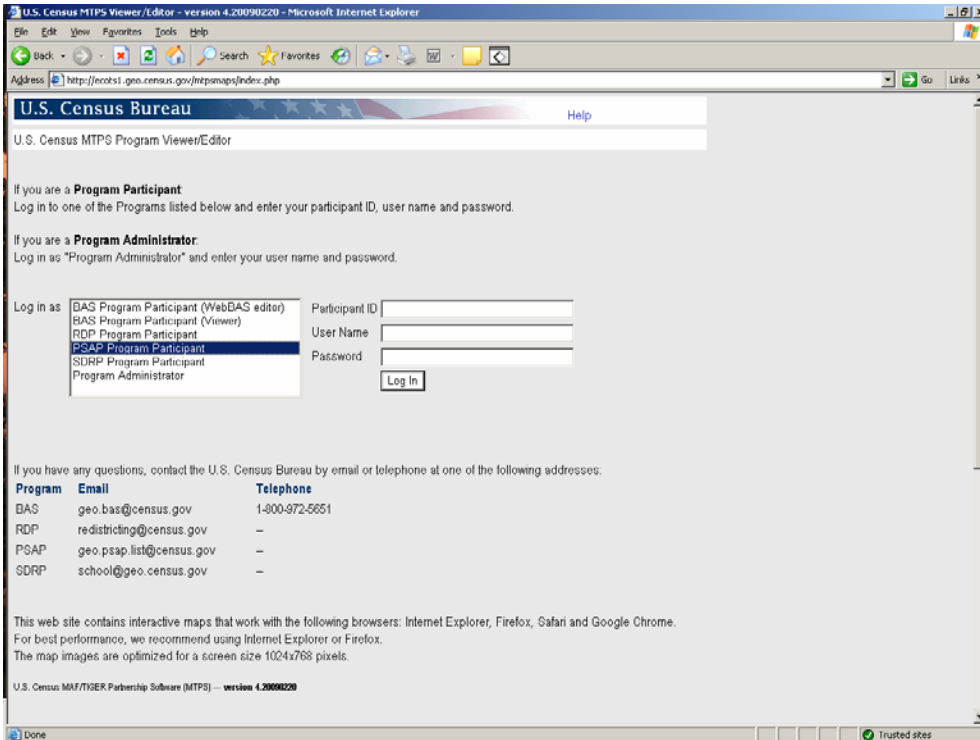 U.S. Census MTPS Viewer/Editor - version 4.20090220 - Microsoft Internet Explorer
File Edit View Favorites Tools Help
Back Search Favorites
Address http://ecots1.geo.census.gov/mtpsmaps/index.php Go Links
U.S. Census Bureau
Help
U.S. Census MTPS Program Viewer/Editor
If you are a Program Participant
Log in to one of the Programs listed below and enter your participant ID, user name and password.
If you are a Program Administrator:
Log in as "Program Administrator" and enter your user name and password.
Log in as
BAS Program Participant (WebBAS editor)
BAS Program Participant (Viewer)
RDP Program Participant
PSAP Program Participant
SDRP Program Participant
Program Administrator
Participant ID
User Name
Password
Log In
If you have any questions, contact the U.S. Census Bureau by email or telephone at one of the following addresses:
Program Email Telephone
BAS geo.bas@census.gov 1-800-972-5651
RDP redistricting@census.gov --
PSAP geo.psap.list@census.gov --
SDRP school@geo.census.gov --
This web site contains interactive maps that work with the following browsers: Internet Explorer, Firefox, Safari and Google Chrome.
For best performance, we recommend using Internet Explorer or Firefox.
The map images are optimized for a screen size 1024x768 pixels.
U.S. Census MAF/TIGER Partnership Software (MTPS) --- version 4.20090220
Done
Trusted sites